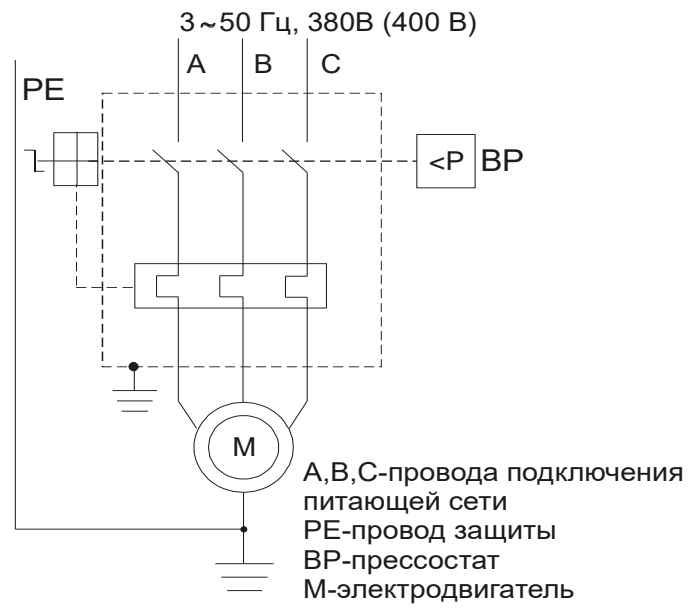 3~50 Гц, 380В (400 В)
A B C
PE
<P BP
M
A,B,C-провода подключения
питающей сети
PE-провод защиты
BP-прессостат
M-электродвигатель